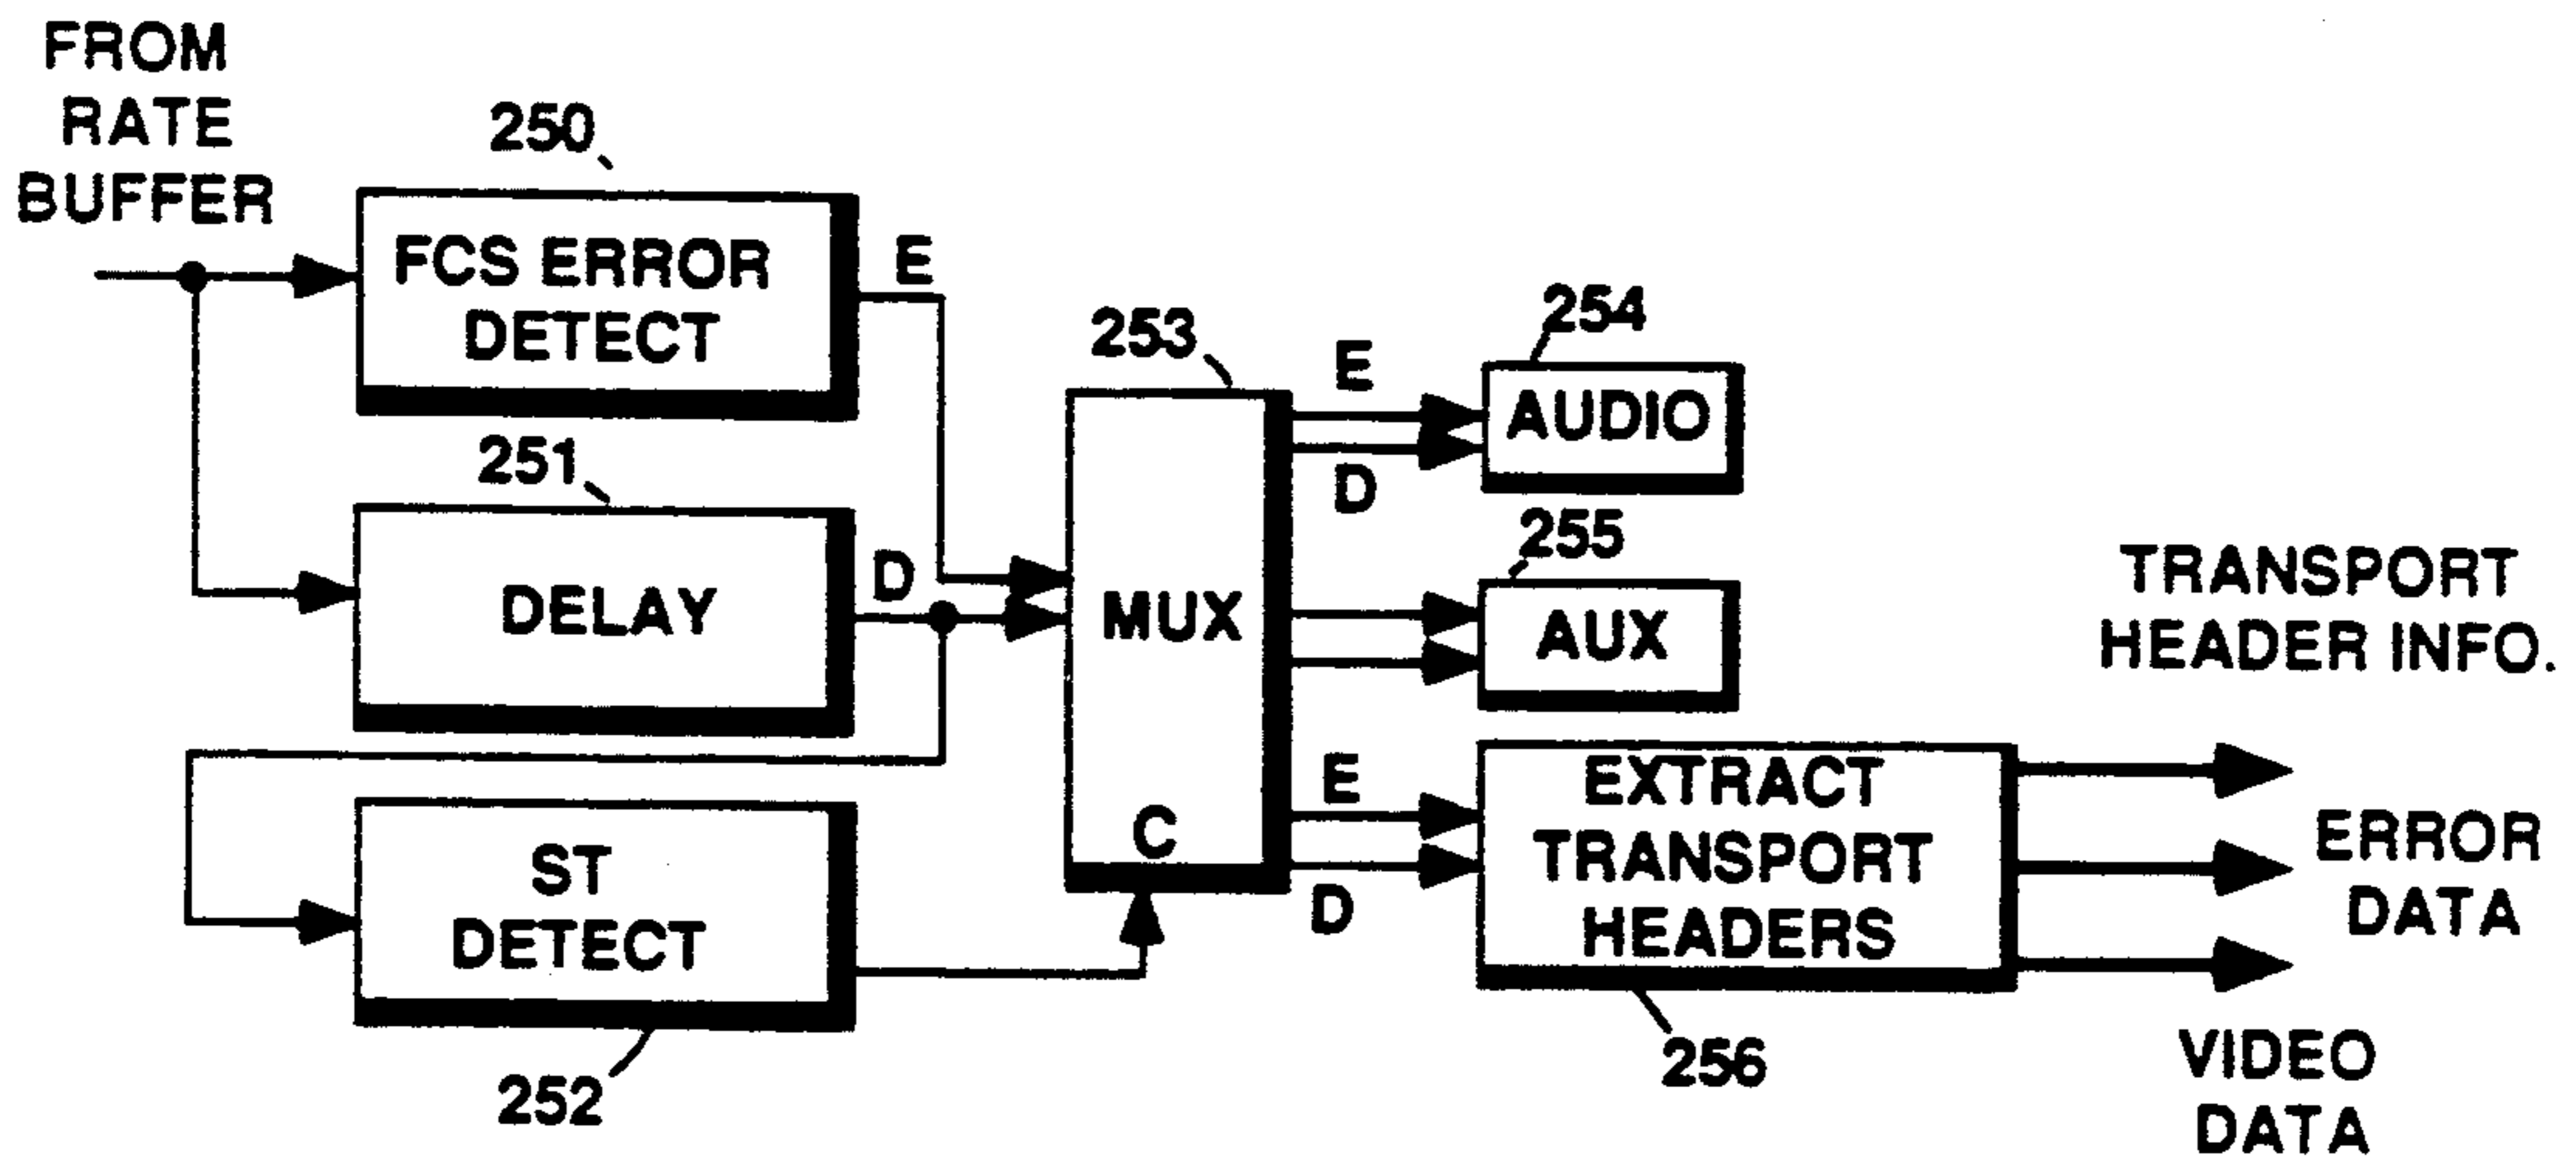 FROM
RATE
BUFFER
250
FCS ERROR
DETECT
E
251
DELAY
D
ST
DETECT
252
253
MUX
C
E
D
254
AUDIO
255
AUX
E
D
EXTRACT
TRANSPORT
HEADERS
256
TRANSPORT
HEADER INFO.
ERROR
DATA
VIDEO
DATA